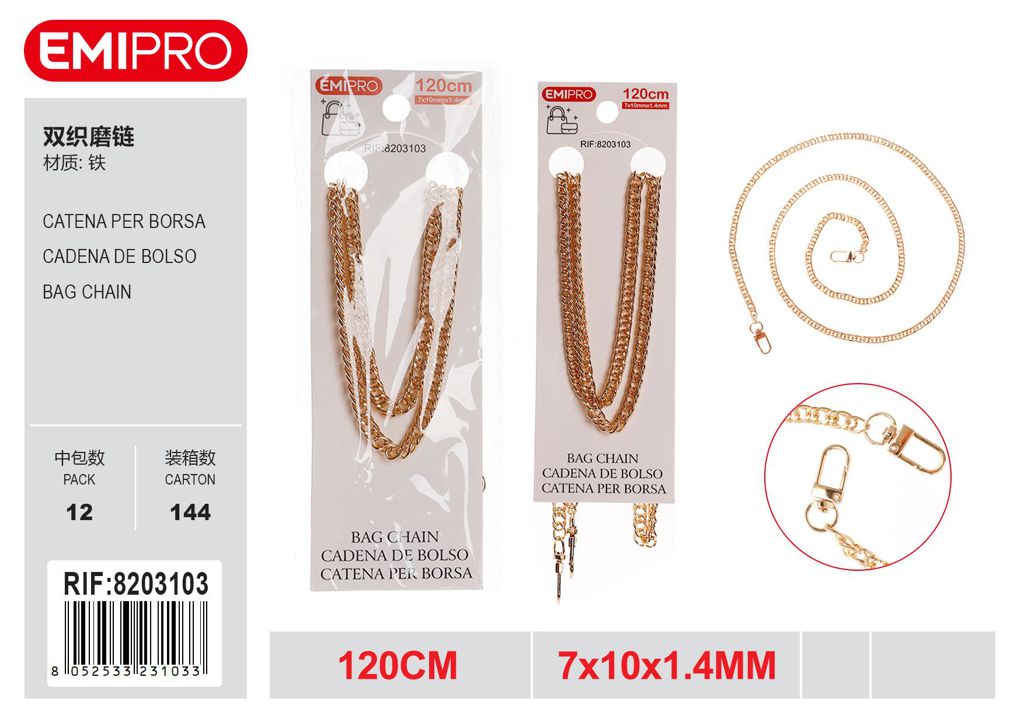 EMIPRO
双织磨链
材质: 铁
CATENA PER BORSA
CADENA DE BOLSO
BAG CHAIN
中包数
PACK
12
装箱数
CARTON
144
RIF:8203103
8 052533 231033
EMIPRO
120cm
7x10mmx1.4mm
RIF:8203103
BAG CHAIN
CADENA DE BOLSO
CATENA PER BORSA
EMIPRO
120cm
7x10mmx1.4mm
RIF:8203103
BAG CHAIN
CADENA DE BOLSO
CATENA PER BORSA
120CM
7x10x1.4MM